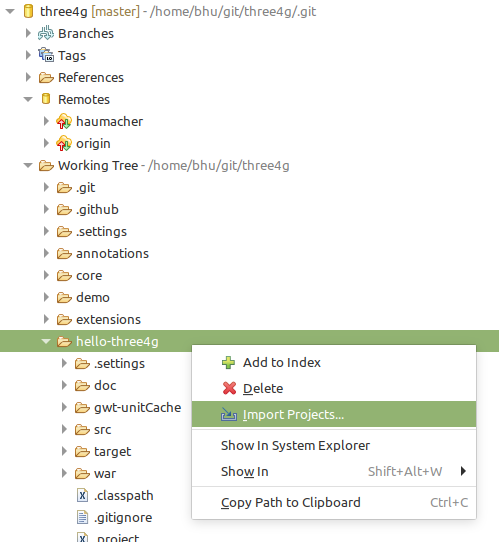 three4g [master] - /home/bhu/git/three4g/.git
Branches
Tags
References
Remotes
haumacher
origin
Working Tree - /home/bhu/git/three4g
.git
.github
.settings
annotations
core
demo
extensions
hello-three4g
.settings
Add to Index
doc
Delete
gwt-unitCache
Import Projects...
src
Show In System Explorer
target
Show In Shift+Alt+W
war
.classpath
Copy Path to Clipboard Ctrl+C
.gitignore
.project